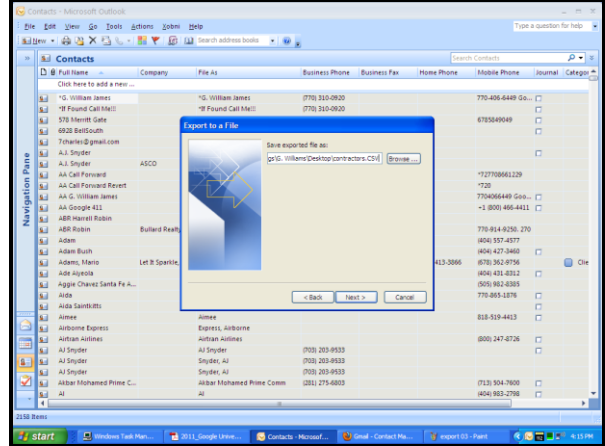 Contacts - Microsoft Outlook
File Edit View Go Tools Actions Xobni Help
Type a question for help
New Search address books
Contacts
Search Contacts
Full Name Company File As Business Phone Business Fax Home Phone Mobile Phone Journal Categor
Click here to add a new ...
*G. William James *G. William James (770) 310-0920 770-406-6449 Go...
*If Found Call Me!!! *If Found Call Me!!! (770) 310-0920
578 Merritt Gate 6785849049
6928 BellSouth
7charles@gmail.com
A.J. Snyder
A.J. Snyder ASCO
AA Call Forward *727708661229
AA Call Forward Revert *720
AA G. William James 7704066449 Goo...
AA Google 411 +1 (800) 466-4411
ABR Harrell Robin
ABR Robin Bullard Realty 770-914-9250. 270
Adam (404) 557-4577
Adam Bush (404) 427-3460
Adams, Mario Let It Sparkle, 413-3866 (678) 362-9756 Clie
Ade Aiyeola (404) 431-8312
Aggie Chavez Santa Fe A... (505) 982-8385
Aida 770-865-1876
Aida Saintkitts
Aimee Aimee 818-519-4413
Airborne Express Express, Airborne
Airtran Airlines Airtran Airlines (800) 247-8726
AJ Snyder AJ Snyder (703) 203-9533
AJ Snyder Snyder, AJ (703) 203-9533
AJ Snyder Snyder, AJ (703) 203-9533
Akbar Mohamed Prime C... Akbar Mohamed Prime Comm (281) 275-6803 (713) 504-7600
Al Al (404) 983-2798
Navigation Pane
Export to a File
Save exported file as:
gs\G. Williams\Desktop\contractors.CSV Browse ...
< Back Next > Cancel
2158 Items
start Windows Task Man... 2011_Google Unive... Contacts - Microsof... Gmail - Contact Ma... export 03 - Paint 4:15 PM